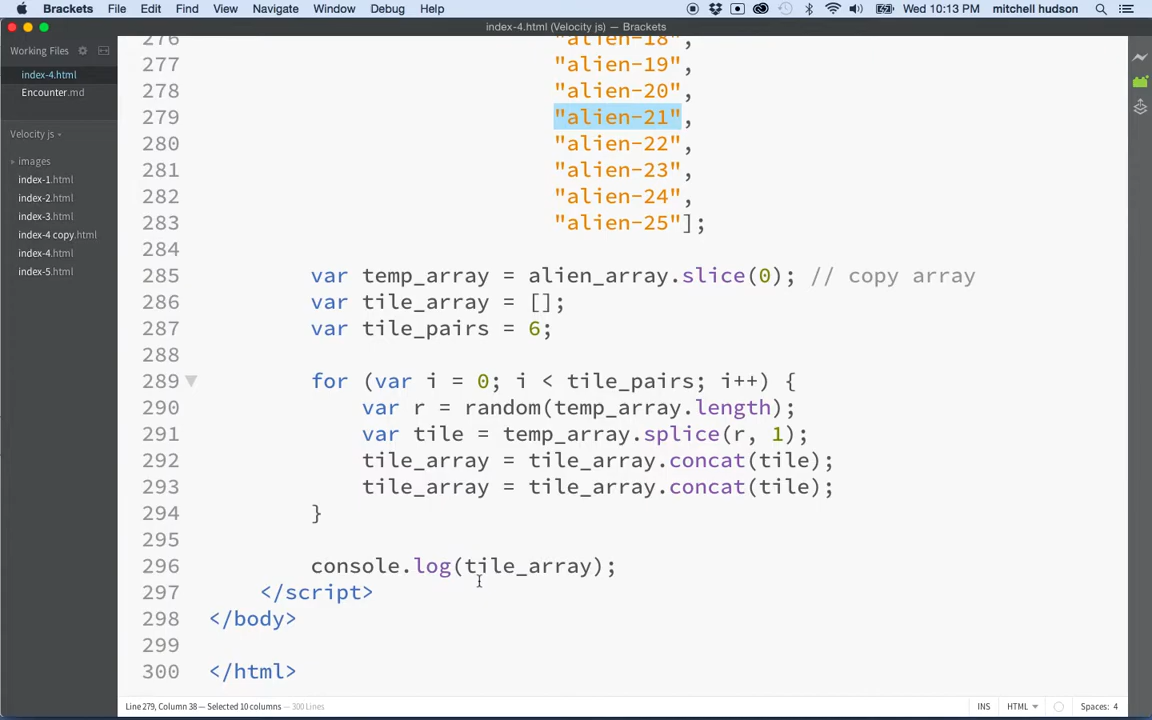 Brackets File Edit Find View Navigate Window Debug Help Wed 10:13 PM mitchell hudson
index-4.html (Velocity js) — Brackets
Working Files
index-4.html
Encounter.md
Velocity js
images
index-1.html
index-2.html
index-3.html
index-4 copy.html
index-4.html
index-5.html
276 "alien-18",
277 "alien-19",
278 "alien-20",
279 "alien-21",
280 "alien-22",
281 "alien-23",
282 "alien-24",
283 "alien-25"];
284
285 var temp_array = alien_array.slice(0); // copy array
286 var tile_array = [];
287 var tile_pairs = 6;
288
289 for (var i = 0; i < tile_pairs; i++) {
290 var r = random(temp_array.length);
291 var tile = temp_array.splice(r, 1);
292 tile_array = tile_array.concat(tile);
293 tile_array = tile_array.concat(tile);
294 }
295
296 console.log(tile_array);
297 </script>
298 </body>
299
300 </html>
Line 279, Column 38 — Selected 10 columns — 300 Lines INS HTML Spaces: 4